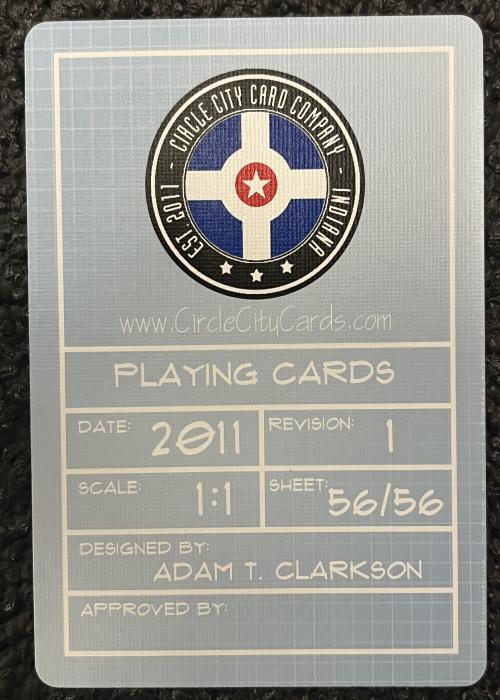 - CIRCLE CITY CARD COMPANY - INDIANA
EST. 2011
www.CircleCityCards.com
PLAYING CARDS
DATE: 2011
REVISION: 1
SCALE: 1:1
SHEET: 56/56
DESIGNED BY:
ADAM T. CLARKSON
APPROVED BY: